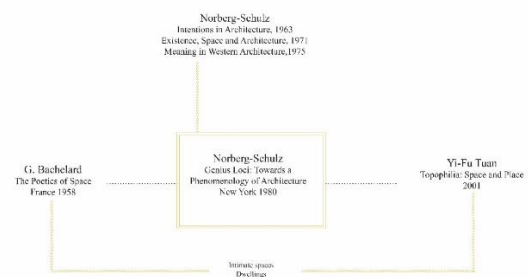 Norberg-Schulz
Intentions in Architecture, 1963
Existence, Space and Architecture, 1971
Meaning in Western Architecture,1975
G. Bachelard
The Poetics of Space
France 1958
Norberg-Schulz
Genius Loci: Towards a
Phenomenology of Architecture
New York 1980
Yi-Fu Tuan
Topophilia: Space and Place
2001
Intimate spaces
Dwellings